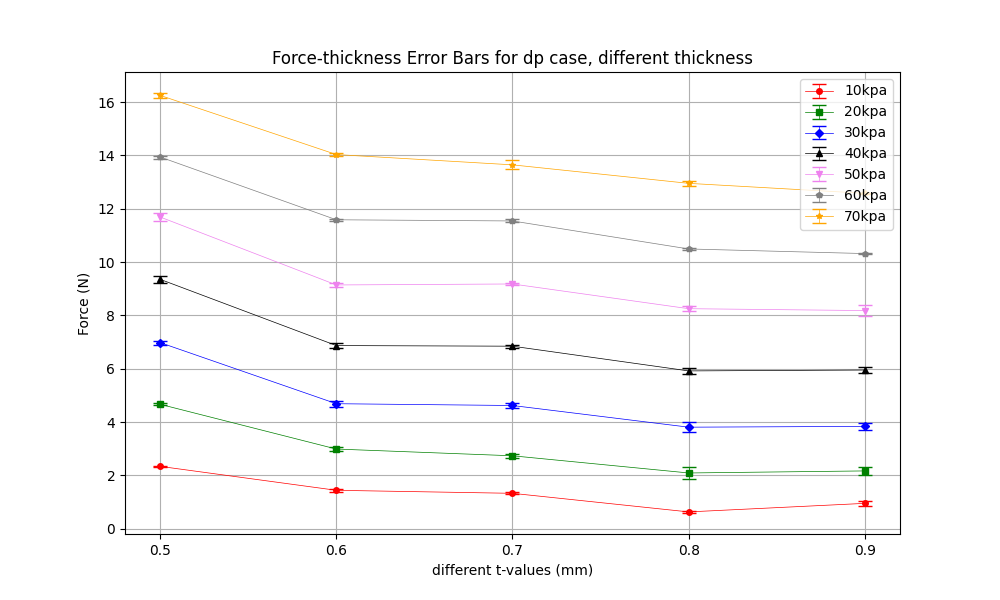 Force-thickness Error Bars for dp case, different thickness
Force (N)
16
14
12
10
8
6
4
2
0
0.5 0.6 0.7 0.8 0.9
different t-values (mm)
10kpa
20kpa
30kpa
40kpa
50kpa
60kpa
70kpa